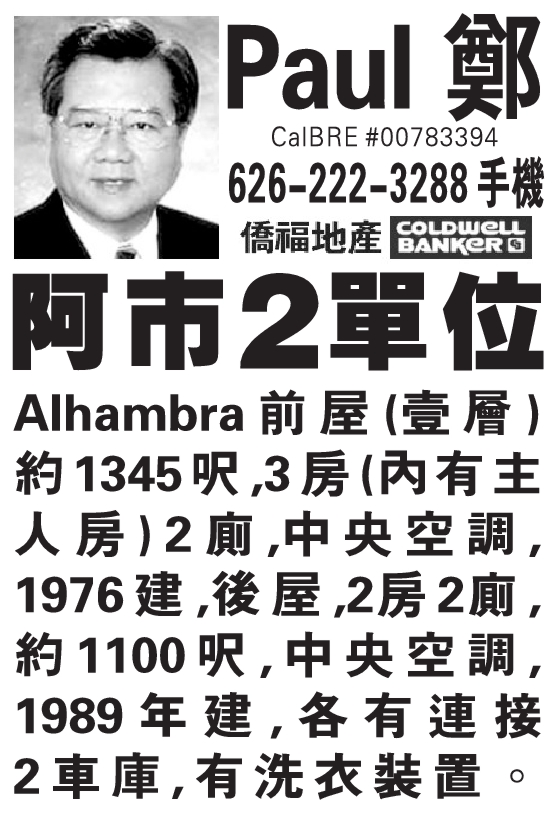 Paul 鄭
CalBRE #00783394
626-222-3288 手機
僑福地產 COLDWELL BANKER
阿市2單位
Alhambra 前屋(壹層)
約1345呎,3房(內有主
人房)2廁,中央空調,
1976建,後屋,2房2廁,
約1100呎,中央空調,
1989年建,各有連接
2車庫,有洗衣裝置。